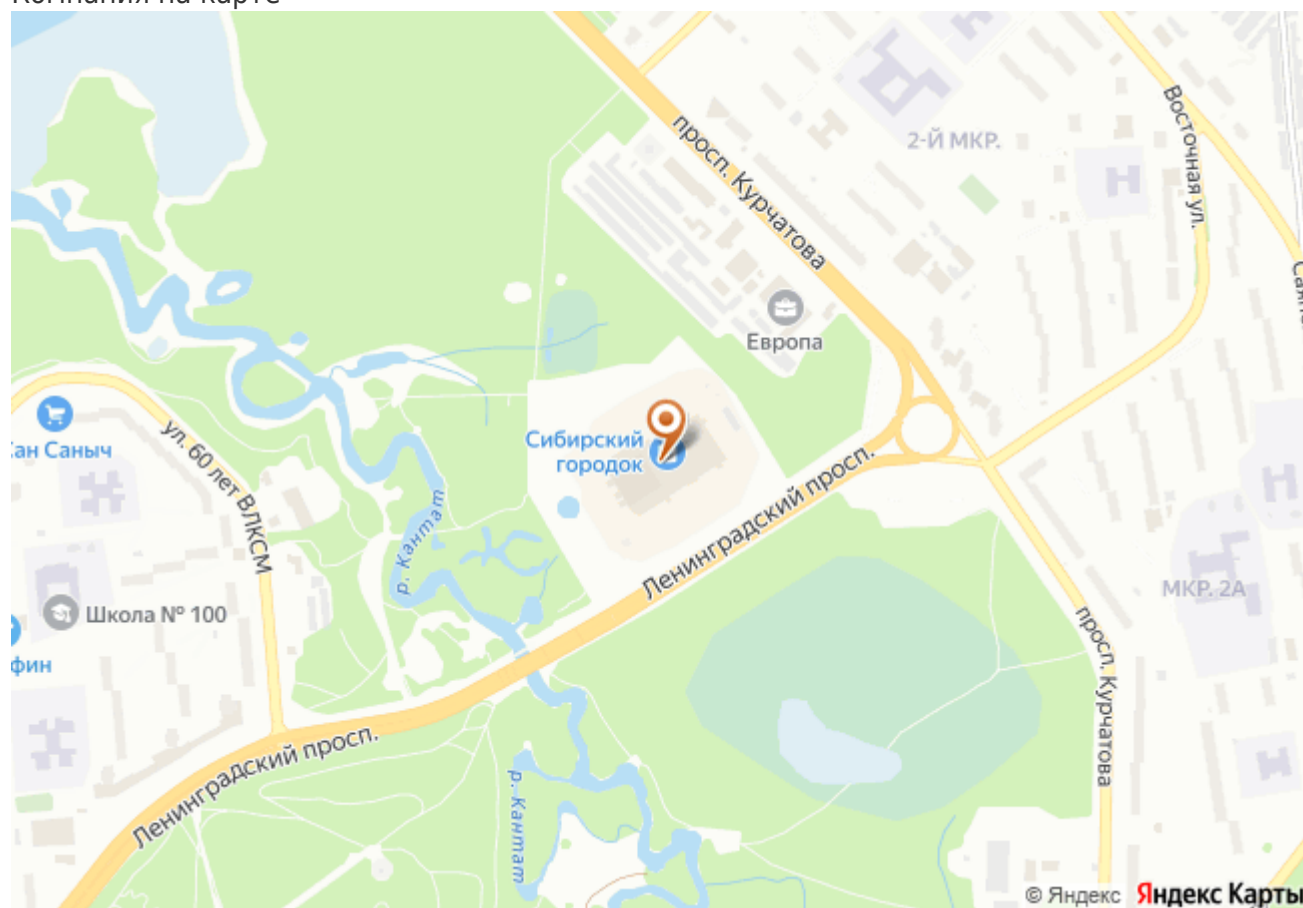 Компания на карте
просп. Курчатова
2-Й МКР.
Восточная ул.
Европа
Сибирский
городок
ан Саныч
ул. 60 лет ВЛКСМ
р. Кантат
Ленинградский просп.
Школа № 100
фин
МКР. 2А
просп. Курчатова
Ленинградский просп.
р. Кантат
© Яндекс Яндекс Карты